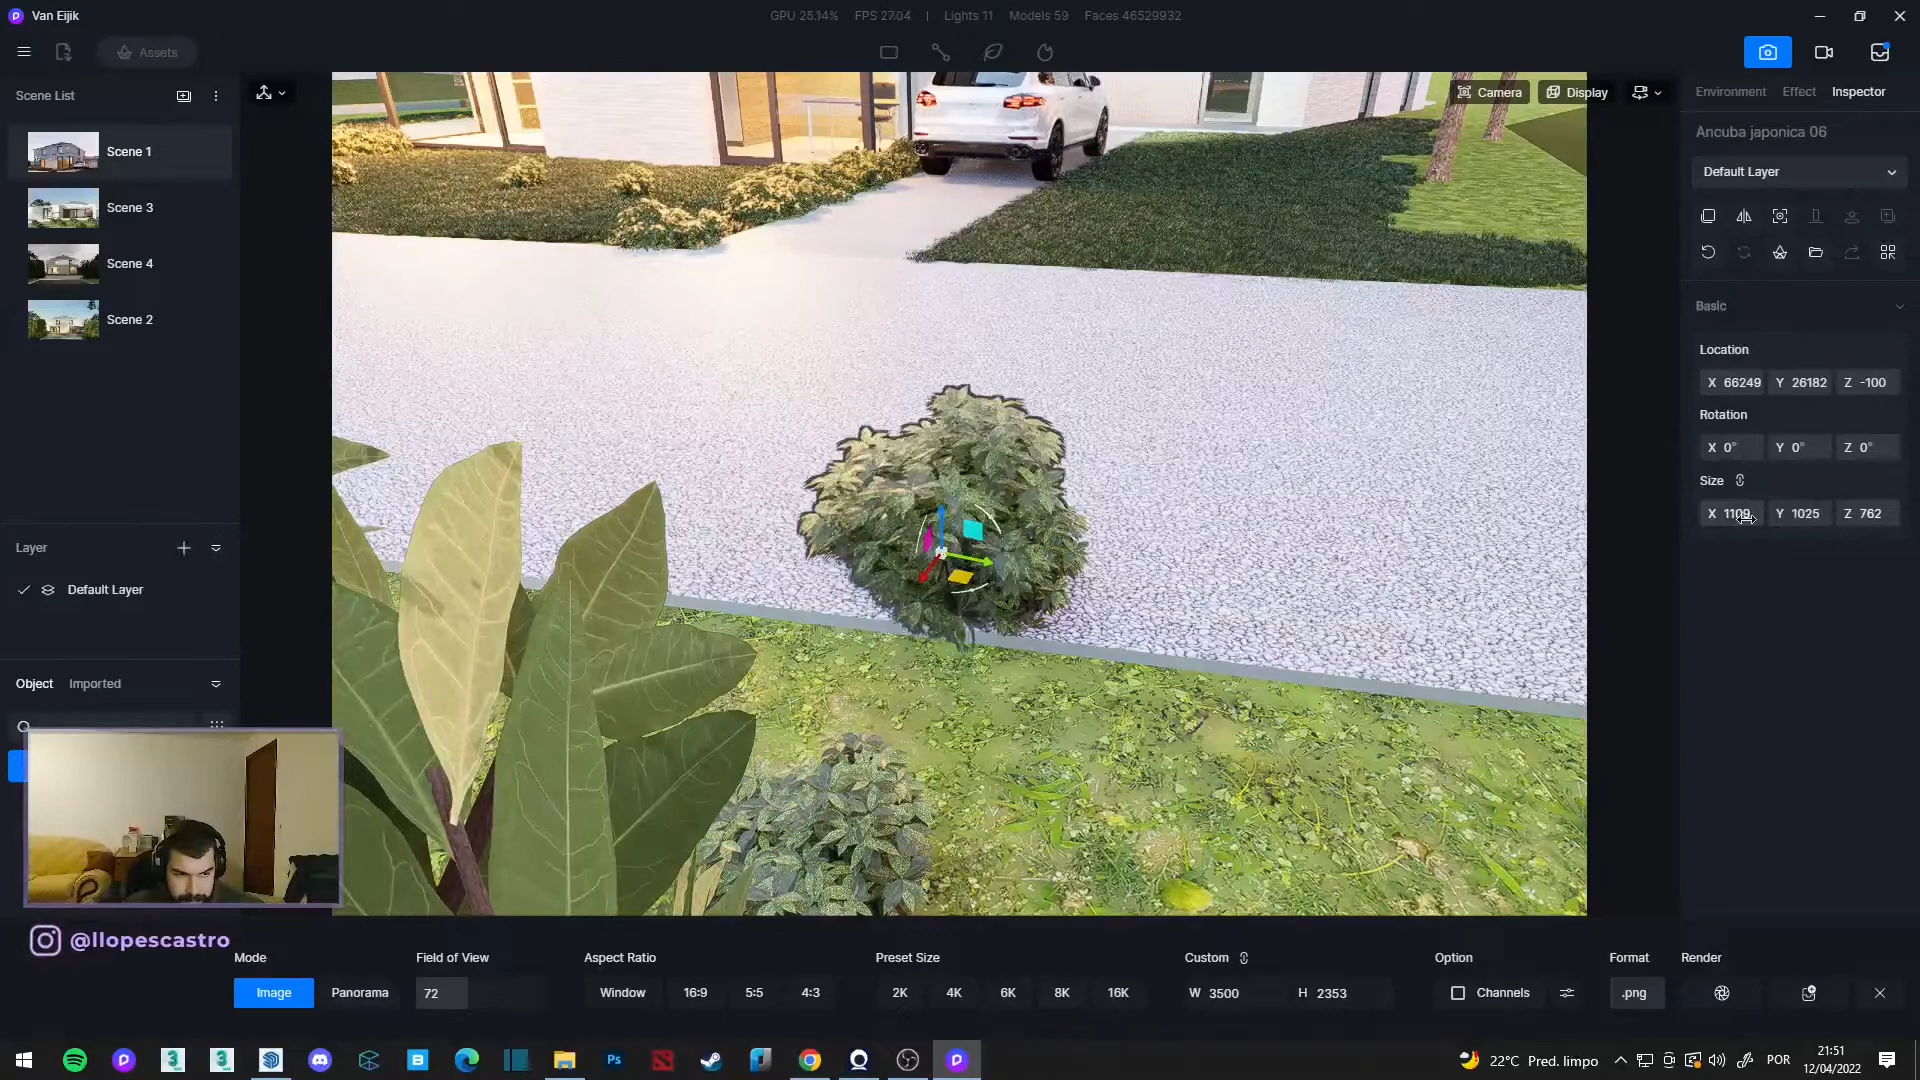 Van Eijik
GPU 25.14% FPS 27.04 | Lights 11 Models 59 Faces 46529932
Assets
Scene List
Scene 1
Scene 3
Scene 4
Scene 2
Layer
Default Layer
Object Imported
@llopescastro
Camera Display
Environment Effect Inspector
Ancuba japonica 06
Default Layer
Basic
Location
X 66249 Y 26182 Z -100
Rotation
X 0° Y 0° Z 0°
Size
X 1109 Y 1025 Z 762
Mode Field of View Aspect Ratio Preset Size Custom Option Format Render
Image Panorama 72 Window 16:9 5:5 4:3 2K 4K 6K 8K 16K W 3500 H 2353 Channels .png
Ps
22°C Pred. limpo POR 21:51
12/04/2022